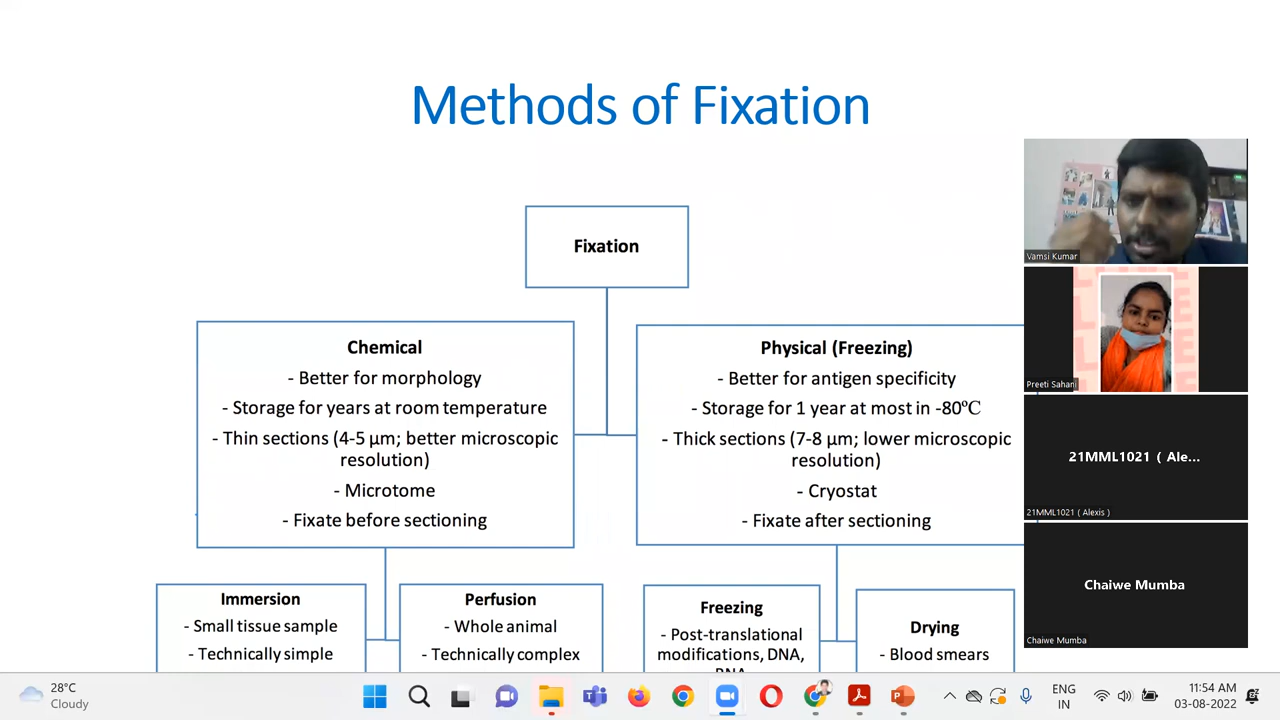 Methods of Fixation
Fixation
Chemical
- Better for morphology
- Storage for years at room temperature
- Thin sections (4-5 µm; better microscopic
resolution)
- Microtome
- Fixate before sectioning
Physical (Freezing)
- Better for antigen specificity
- Storage for 1 year at most in -80ºC
- Thick sections (7-8 µm; lower microscopic
resolution)
- Cryostat
- Fixate after sectioning
Immersion
- Small tissue sample
- Technically simple
Perfusion
- Whole animal
- Technically complex
Freezing
- Post-translational
modifications, DNA,
RNA
Drying
- Blood smears
Vamsi Kumar
Preeti Sahani
21MML1021 ( Ale...
21MML1021 ( Alexis )
Chaiwe Mumba
Chaiwe Mumba
28°C
Cloudy
ENG
IN
11:54 AM
03-08-2022